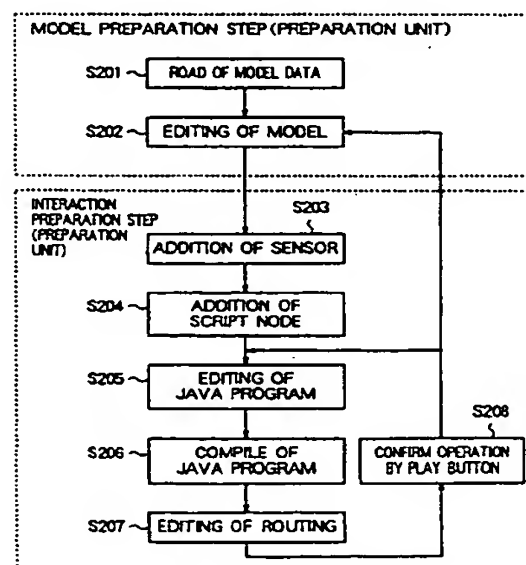 MODEL PREPARATION STEP (PREPARATION UNIT)
S201
ROAD OF MODEL DATA
S202
EDITING OF MODEL
INTERACTION
PREPARATION STEP
(PREPARATION
UNIT)
S203
ADDITION OF SENSOR
S204
ADDITION OF
SCRIPT NODE
S205
EDITING OF
JAVA PROGRAM
S206
COMPILE OF
JAVA PROGRAM
S208
CONFIRM OPERATION
BY PLAY BUTTON
S207
EDITING OF ROUTING